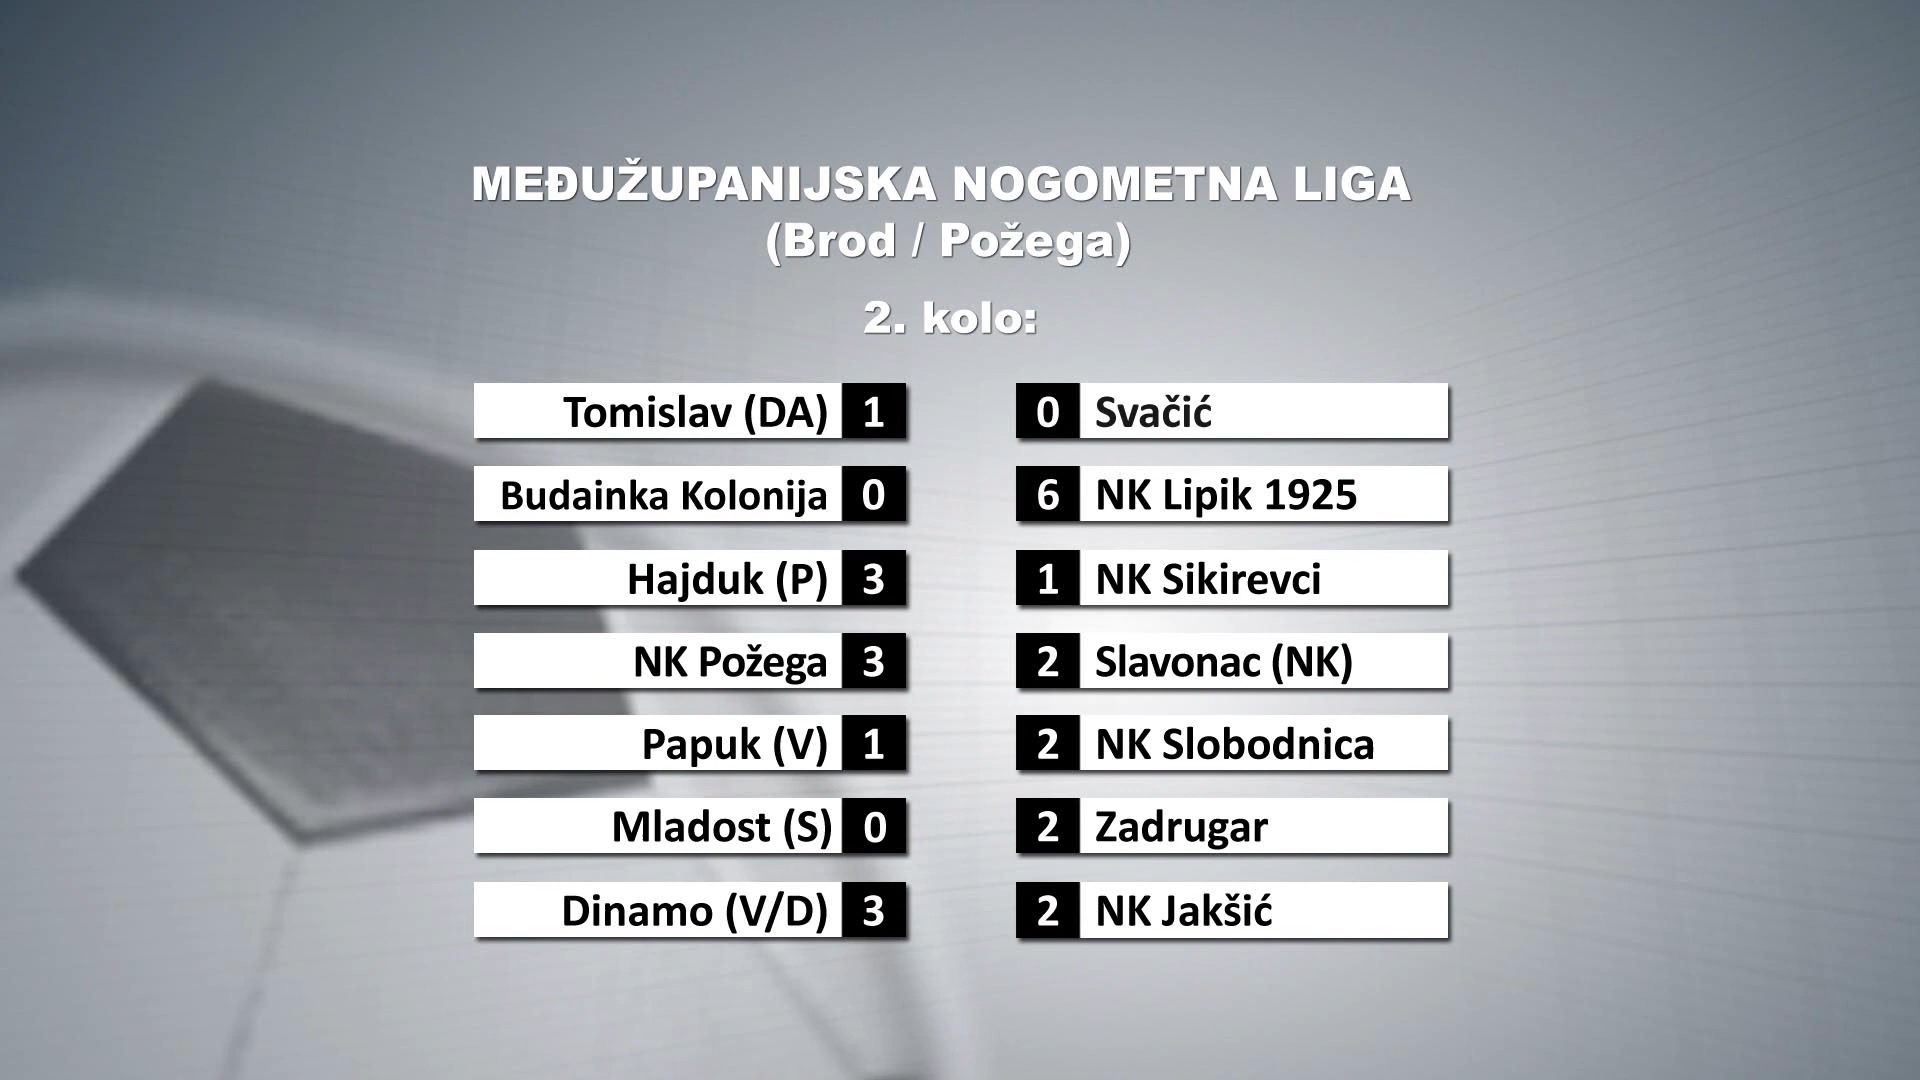 MEĐUŽUPANIJSKA NOGOMETNA LIGA
(Brod / Požega)
2. kolo:
Tomislav (DA) 1 0 Svačić
Budainka Kolonija 0 6 NK Lipik 1925
Hajduk (P) 3 1 NK Sikirevci
NK Požega 3 2 Slavonac (NK)
Papuk (V) 1 2 NK Slobodnica
Mladost (S) 0 2 Zadrugar
Dinamo (V/D) 3 2 NK Jakšić